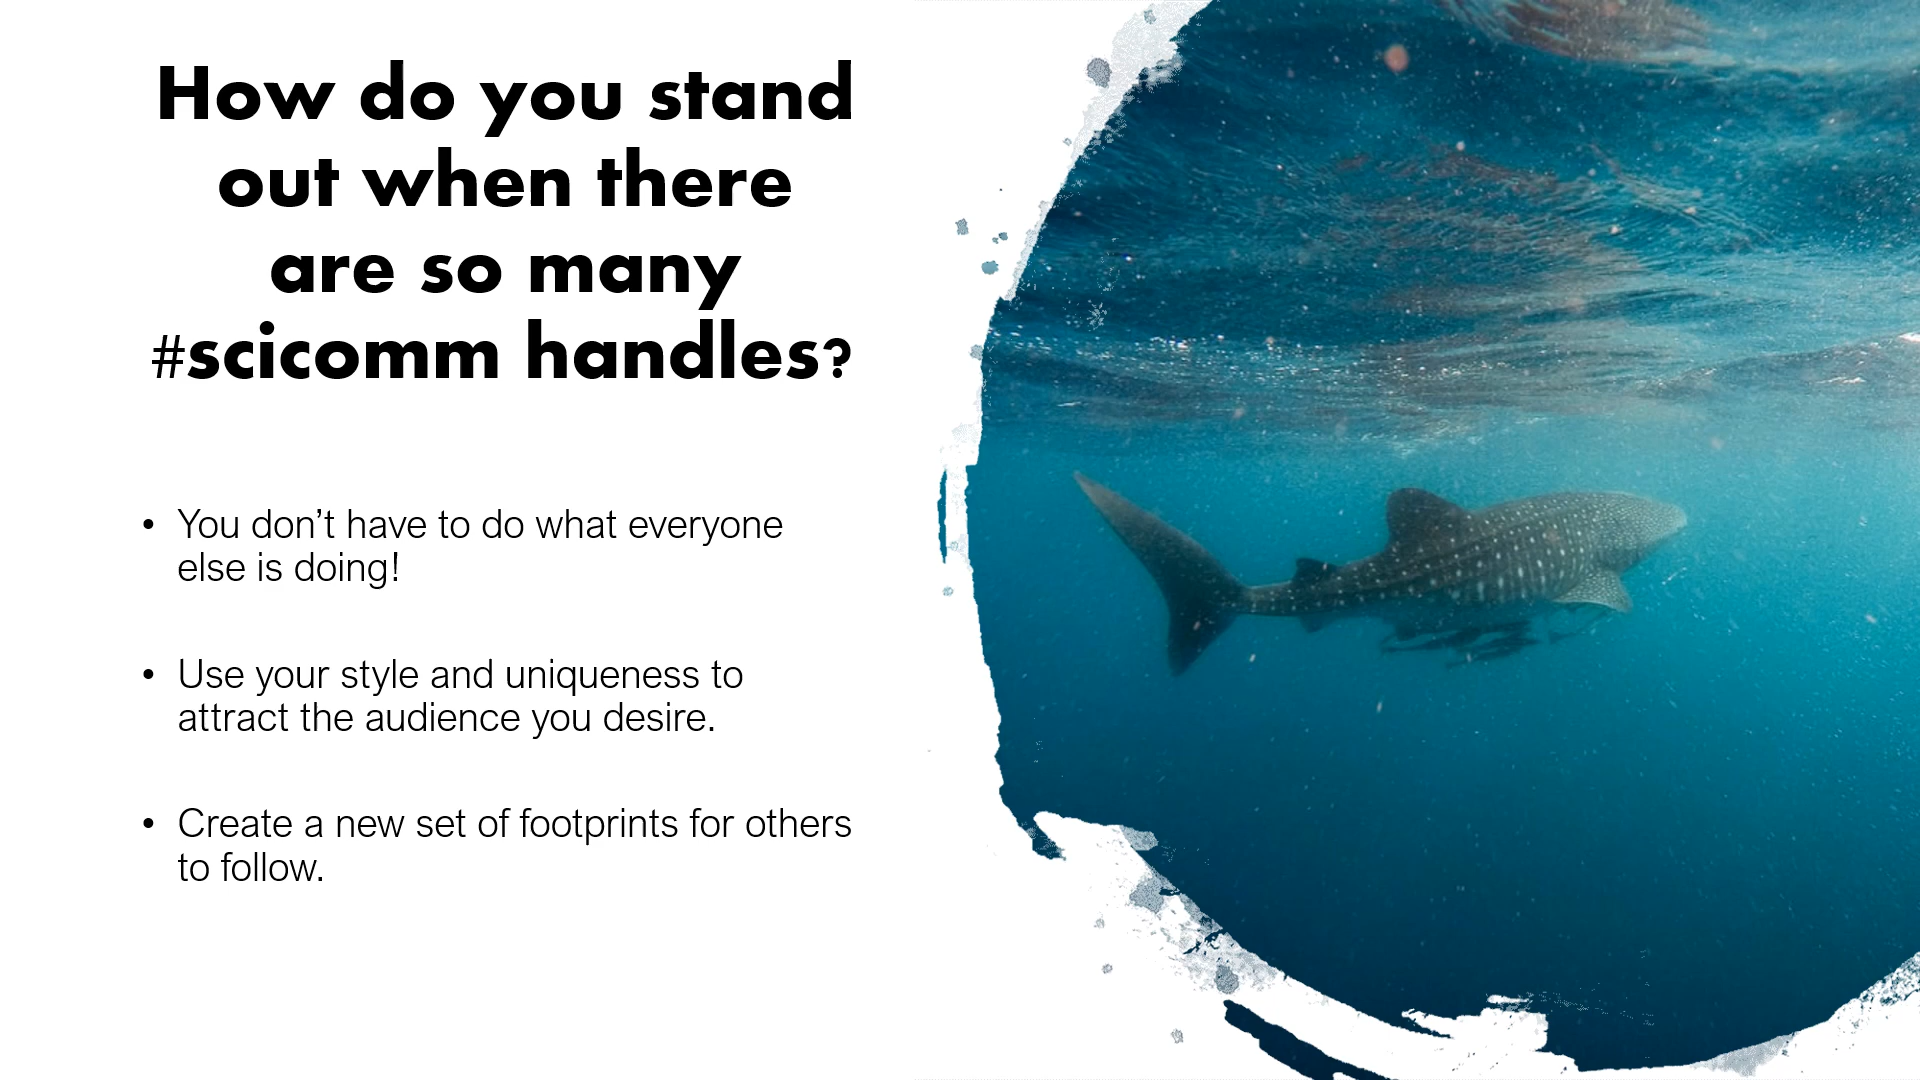 How do you stand
out when there
are so many
#scicomm handles?
• You don’t have to do what everyone
else is doing!
• Use your style and uniqueness to
attract the audience you desire.
• Create a new set of footprints for others
to follow.